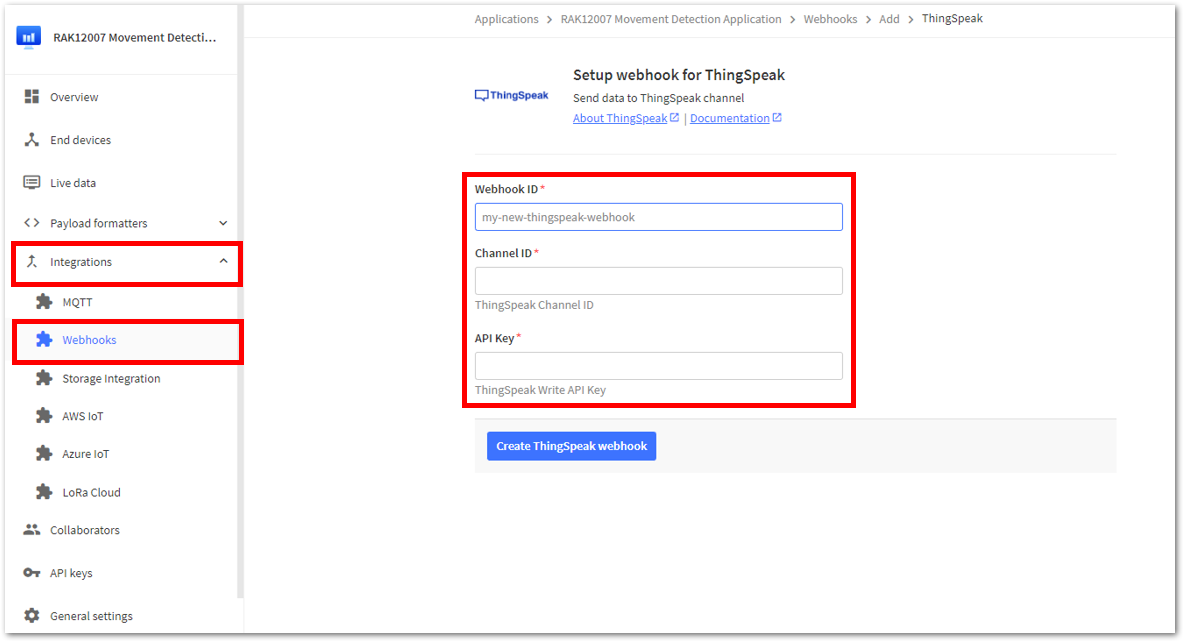 RAK12007 Movement Detecti...
Overview
End devices
Live data
Payload formatters
Integrations
MQTT
Webhooks
Storage Integration
AWS IoT
Azure IoT
LoRa Cloud
Collaborators
API keys
General settings
Applications > RAK12007 Movement Detection Application > Webhooks > Add > ThingSpeak
ThingSpeak
Setup webhook for ThingSpeak
Send data to ThingSpeak channel
About ThingSpeak | Documentation
Webhook ID *
my-new-thingspeak-webhook
Channel ID *
ThingSpeak Channel ID
API Key *
ThingSpeak Write API Key
Create ThingSpeak webhook